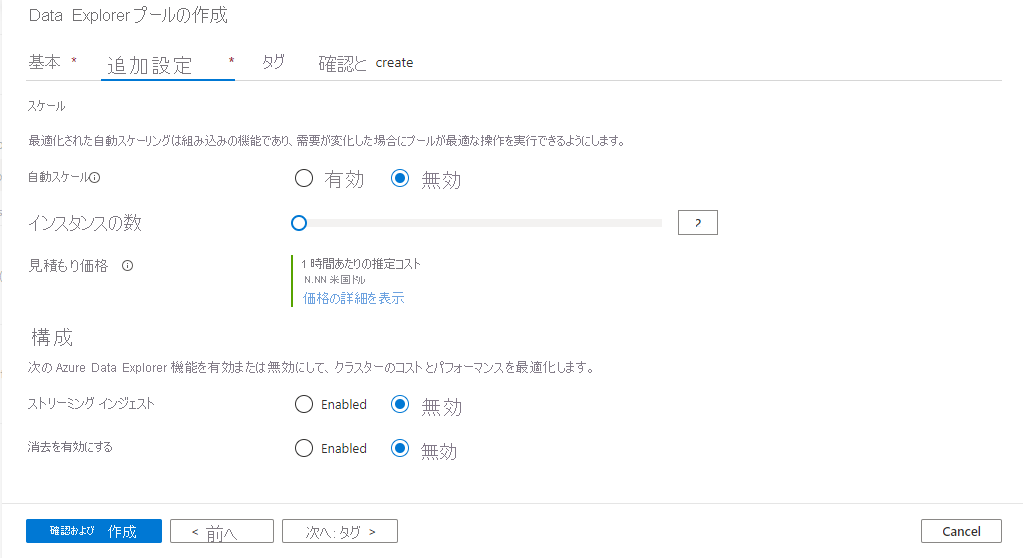 Data Explorerプールの作成
基本 * 追加設定 * タグ 確認と create
スケール
最適化された自動スケーリングは組み込みの機能であり、需要が変化した場合にプールが最適な操作を実行できるようにします。
自動スケール 有効 無効
インスタンスの数 2
見積もり価格 1 時間あたりの推定コスト
N.NN 米国ドル
価格の詳細を表示
構成
次の Azure Data Explorer 機能を有効または無効にして、クラスターのコストとパフォーマンスを最適化します。
ストリーミング インジェスト Enabled 無効
消去を有効にする Enabled 無効
確認および 作成 < 前へ 次へ: タグ > Cancel